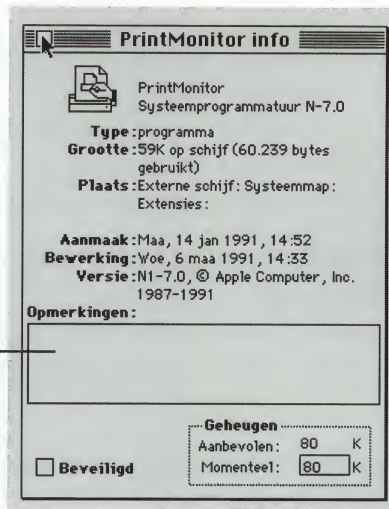 PrintMonitor info
PrintMonitor
Systeemprogrammatuur N-7.0
Type: programma
Grootte: 59K op schijf (60.239 bytes
gebruikt)
Plaats: Externe schijf: Systeemmap:
Extensies:
Aanmaak: Maa, 14 jan 1991, 14:52
Bewerking: Woe, 6 maa 1991, 14:33
Versie: N1-7.0, © Apple Computer, Inc.
1987-1991
Opmerkingen:
Geheugen
Aanbevolen: 80 K
Momenteel: 80 K
Beveiligd